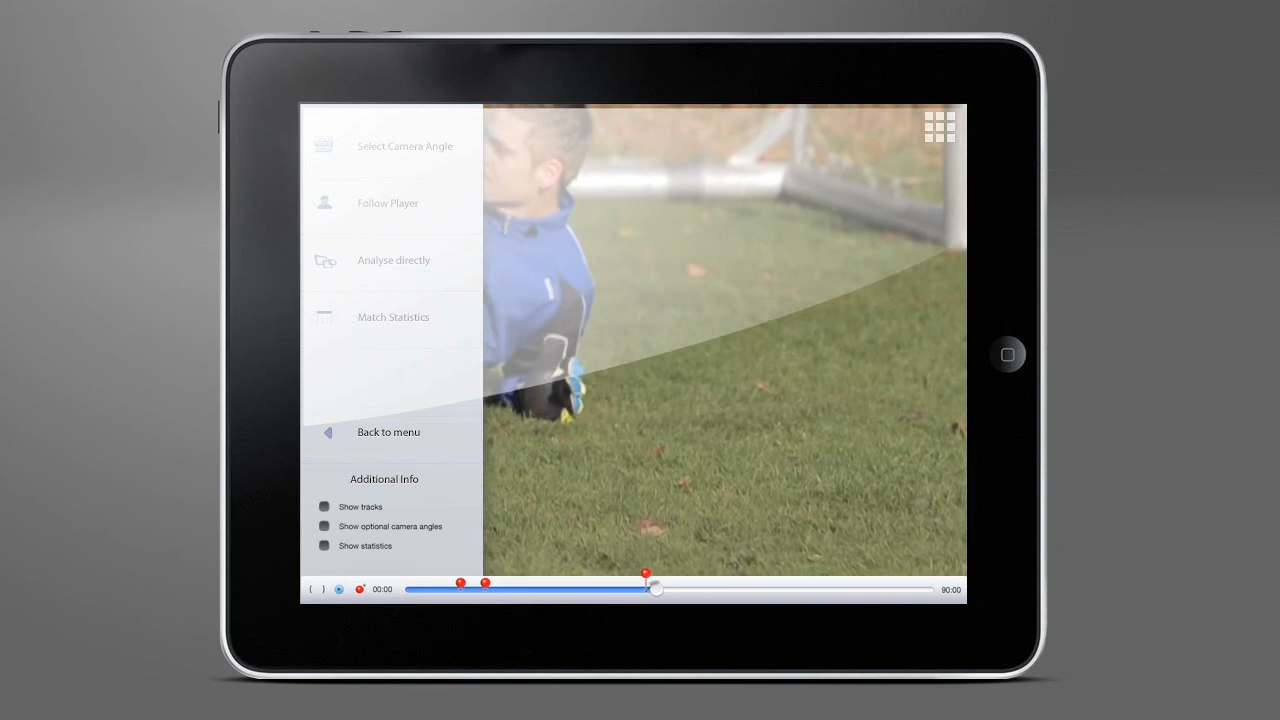 Select Camera Angle
Follow Player
Analyse directly
Match Statistics
Back to menu
Additional Info
Show tracks
Show optional camera angles
Show statistics
00:00
90:00